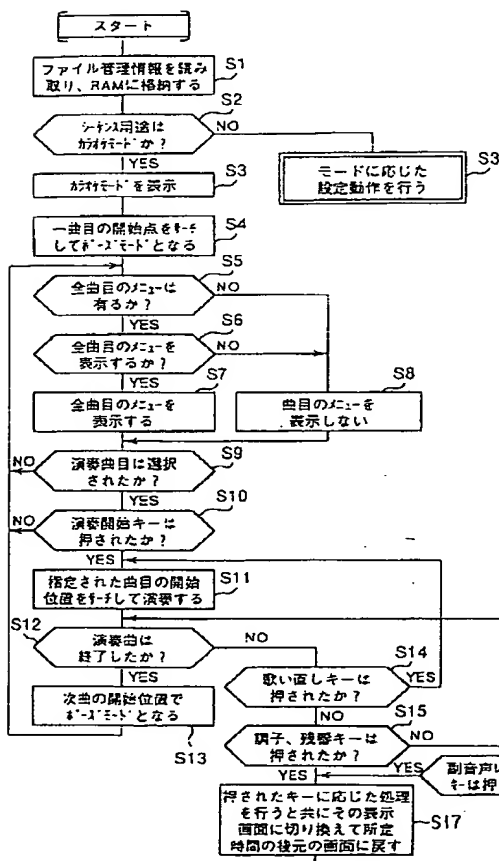 スタート
S1
ファイル管理情報を読み
取り、RAMに格納する
S2
シーケンス用途は
カラオケモードか?
NO
YES
S3
カラオケモードを表示
S3
モードに応じた
設定動作を行う
S4
一曲目の開始点をサーチ
してポーズモードとなる
S5
全曲目のメニューは
有るか?
NO
YES
S6
全曲目のメニューを
表示するか?
NO
YES
S7
全曲目のメニューを
表示する
S8
曲目のメニューを
表示しない
S9
NO
演奏曲目は選択
されたか?
YES
S10
NO
演奏開始キーは
押されたか?
YES
S11
指定された曲目の開始
位置をサーチして演奏する
S12
演奏曲は
終了したか?
NO
YES
S14
歌い直しキーは
押されたか?
YES
NO
次曲の開始位置で
ポーズモードとなる
S13
S15
調子、残響キーは
押されたか?
NO
YES
YES
副音声
キーは押
押されたキーに応じた処理
を行うと共にその表示
画面に切り換えて所定
時間の後元の画面に戻す
S17